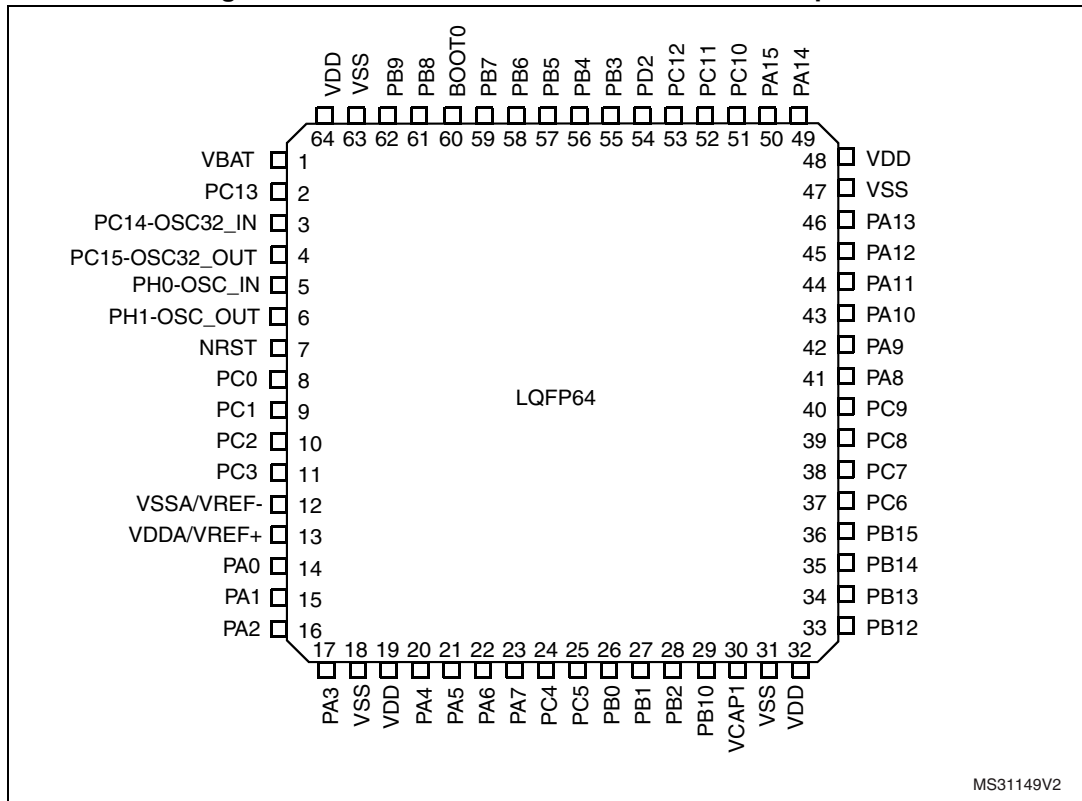 VDD
VSS
PB9
PB8
BOOT0
PB7
PB6
PB5
PB4
PB3
PD2
PC12
PC11
PC10
PA15
PA14
64 63 62 61 60 59 58 57 56 55 54 53 52 51 50 49
VBAT 1
PC13 2
PC14-OSC32_IN 3
PC15-OSC32_OUT 4
PH0-OSC_IN 5
PH1-OSC_OUT 6
NRST 7
PC0 8
PC1 9
PC2 10
PC3 11
VSSA/VREF- 12
VDDA/VREF+ 13
PA0 14
PA1 15
PA2 16
LQFP64
48 VDD
47 VSS
46 PA13
45 PA12
44 PA11
43 PA10
42 PA9
41 PA8
40 PC9
39 PC8
38 PC7
37 PC6
36 PB15
35 PB14
34 PB13
33 PB12
17 18 19 20 21 22 23 24 25 26 27 28 29 30 31 32
PA3
VSS
VDD
PA4
PA5
PA6
PA7
PC4
PC5
PB0
PB1
PB2
PB10
VCAP1
VSS
VDD
MS31149V2